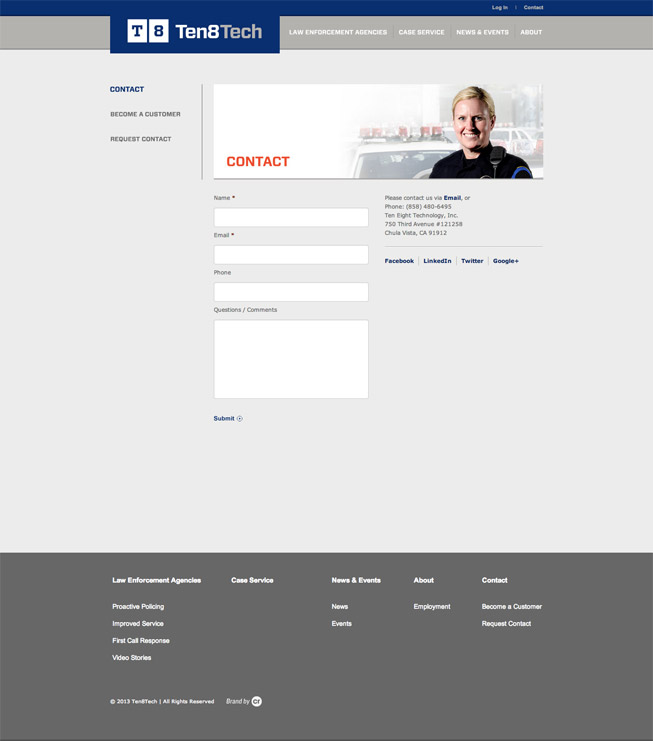 Log In | Contact
T 8 Ten8Tech
LAW ENFORCEMENT AGENCIES CASE SERVICE NEWS & EVENTS ABOUT
CONTACT
BECOME A CUSTOMER
REQUEST CONTACT
CONTACT
Name *
Email *
Phone
Questions / Comments
Submit
Please contact us via Email, or
Phone: (858) 480-6495
Ten Eight Technology, Inc.
750 Third Avenue #121258
Chula Vista, CA 91912
Facebook LinkedIn Twitter Google+
Law Enforcement Agencies Case Service News & Events About Contact
Proactive Policing News Employment Become a Customer
Improved Service Events Request Contact
First Call Response
Video Stories
© 2013 Ten8Tech | All Rights Reserved Brand by cr